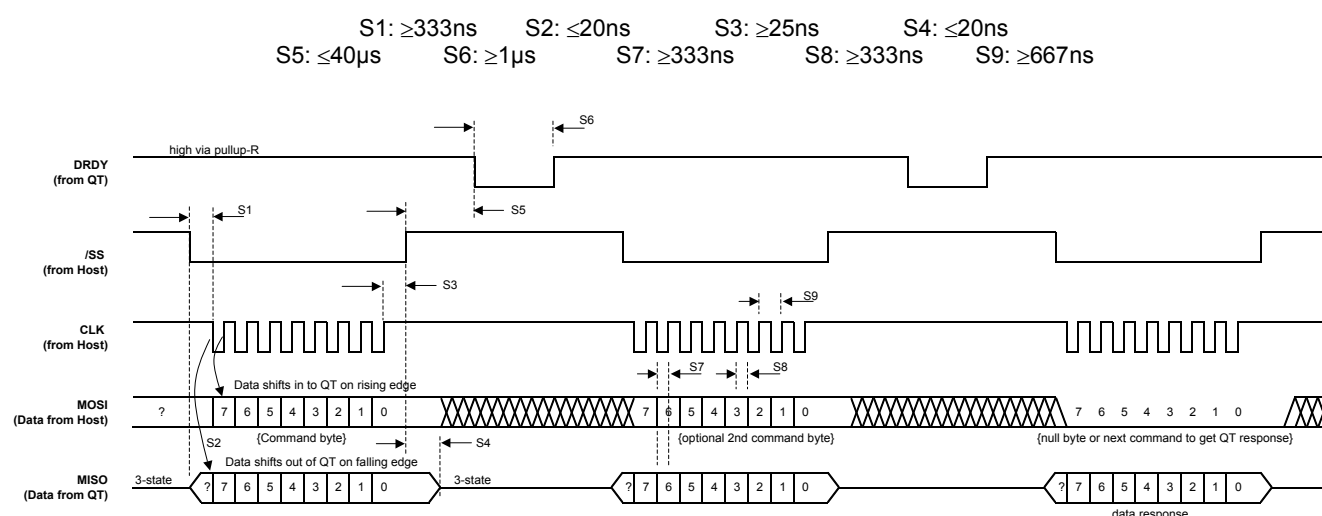 S1: ≥333ns S2: ≤20ns S3: ≥25ns S4: ≤20ns
S5: ≤40µs S6: ≥1µs S7: ≥333ns S8: ≥333ns S9: ≥667ns
S6
high via pullup-R
DRDY
(from QT)
S1
S5
/SS
(from Host)
S3
S9
CLK
(from Host)
S7
S8
Data shifts in to QT on rising edge
MOSI
(Data from Host)
? 7 6 5 4 3 2 1 0 7 6 5 4 3 2 1 0 7 6 5 4 3 2 1 0
S2
{Command byte}
S4
{optional 2nd command byte}
{null byte or next command to get QT response}
Data shifts out of QT on falling edge
MISO
(Data from QT)
3-state ? 7 6 5 4 3 2 1 0 3-state ? 7 6 5 4 3 2 1 0 ? 7 6 5 4 3 2 1 0
data response